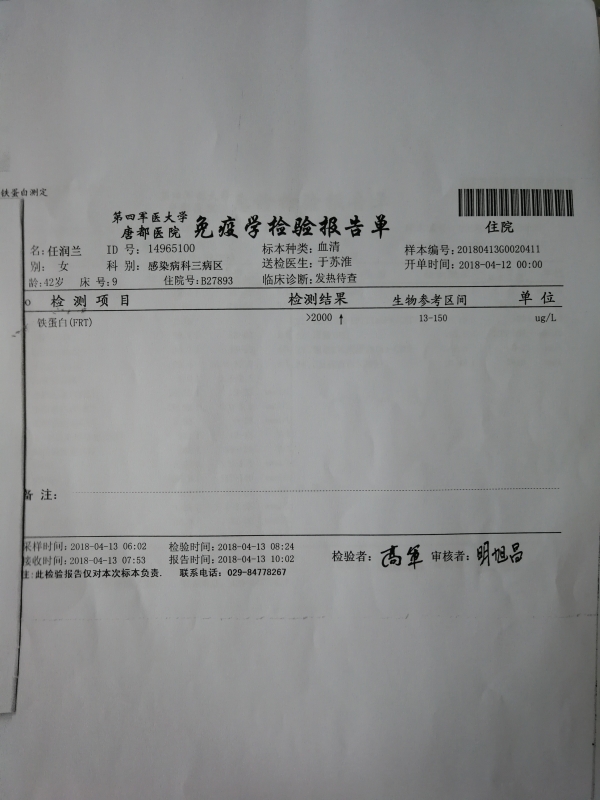 铁蛋白测定
第四军医大学
唐都医院 免疫学检验报告单 住院
名:任润兰 ID 号: 14965100 标本种类:血清 样本编号:20180413G0020411
别: 女 科 别: 感染病科三病区 送检医生:于苏淮 开单时间:2018-04-12 00:00
龄:42岁 床 号:9 住院号:B27893 临床诊断:发热待查
o 检 测 项 目 检测结果 生物参考区间 单 位
铁蛋白(FRT) >2000 ↑ 13-150 ug/L
备 注:
采样时间:2018-04-13 06:02 检验时间:2018-04-13 08:24
接收时间:2018-04-13 07:53 报告时间:2018-04-13 10:02 检验者: 高军 审核者: 明旭昌
注:此检验报告仅对本次标本负责. 联系电话: 029-84778267